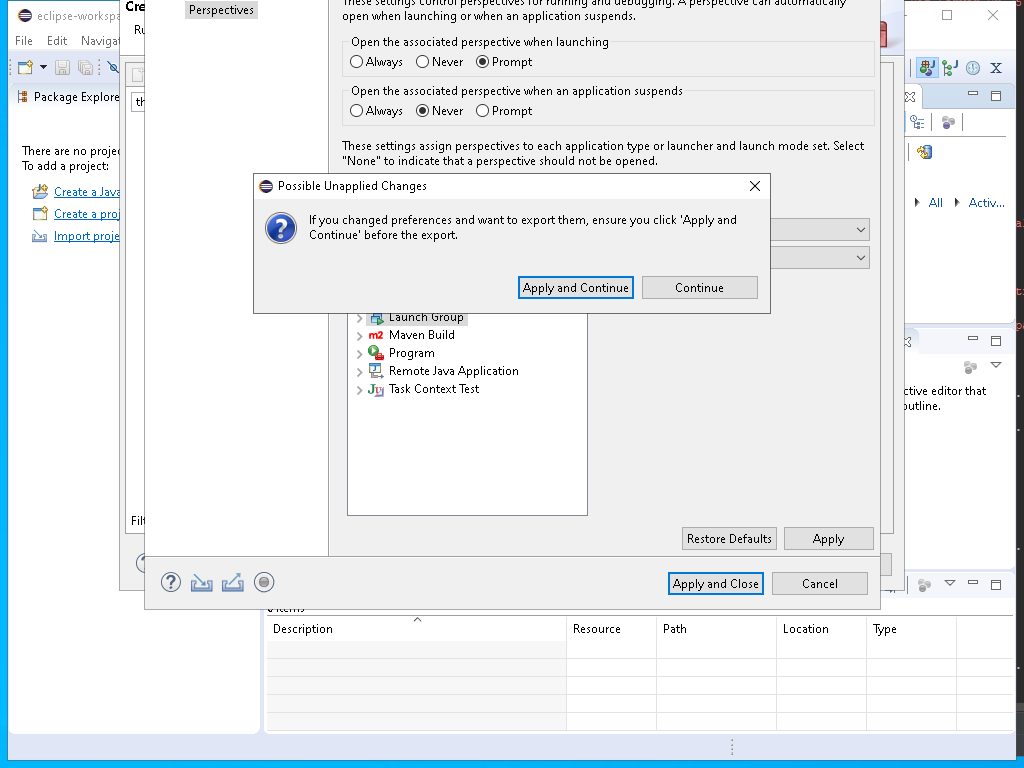 eclipse-workspa
Cre
Perspectives
These settings control perspectives for running and debugging. A perspective can automatically
open when launching or when an application suspends.
File Edit Navigat
Ru
Open the associated perspective when launching
Always Never Prompt
Open the associated perspective when an application suspends
Always Never Prompt
Package Explore
th
These settings assign perspectives to each application type or launcher and launch mode set. Select
"None" to indicate that a perspective should not be opened.
There are no projec
To add a project:
Create a Java
Create a proj
Import proje
Possible Unapplied Changes
If you changed preferences and want to export them, ensure you click 'Apply and
Continue' before the export.
Apply and Continue Continue
All Activ...
Launch Group
Maven Build
Program
Remote Java Application
Task Context Test
ctive editor that
outline.
Filt
Restore Defaults Apply
Apply and Close Cancel
Description Resource Path Location Type